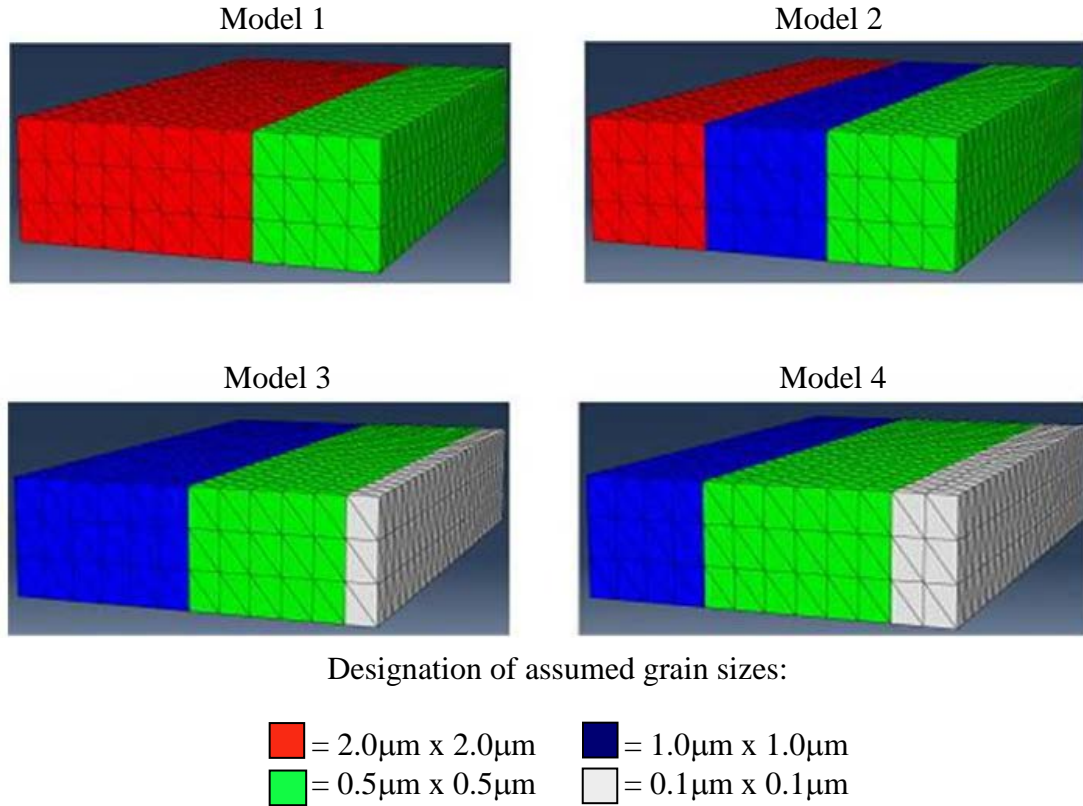 Model 1
Model 2
Model 3
Model 4
Designation of assumed grain sizes:
= 2.0μm x 2.0μm
= 1.0μm x 1.0μm
= 0.5μm x 0.5μm
= 0.1μm x 0.1μm